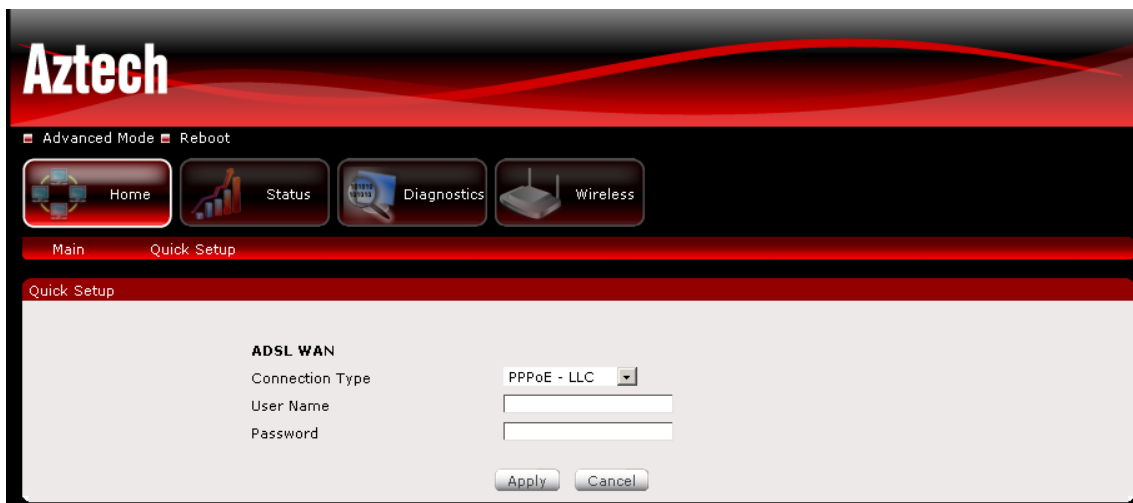 Aztech
Advanced Mode Reboot
Home Status Diagnostics Wireless
Main Quick Setup
Quick Setup
ADSL WAN
Connection Type PPPoE - LLC
User Name
Password
Apply Cancel